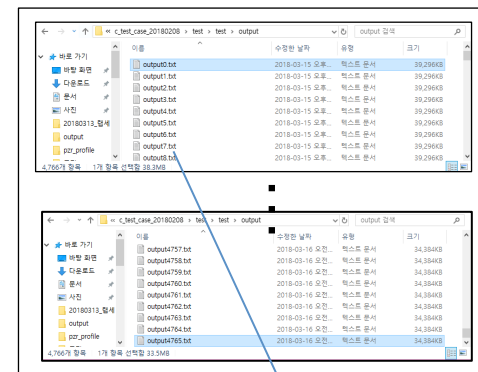 « c_test_case_20180208 › test › test › output
output 검색
이름
수정한 날짜
유형
크기
바로 가기
바탕 화면
다운로드
문서
사진
20180313_랩세
output
pzr_profile
output0.txt 2018-03-15 오후... 텍스트 문서 39,296KB
output1.txt 2018-03-15 오후... 텍스트 문서 39,296KB
output2.txt 2018-03-15 오후... 텍스트 문서 39,296KB
output3.txt 2018-03-15 오후... 텍스트 문서 39,296KB
output4.txt 2018-03-15 오후... 텍스트 문서 39,296KB
output5.txt 2018-03-15 오후... 텍스트 문서 39,296KB
output6.txt 2018-03-15 오후... 텍스트 문서 39,296KB
output7.txt 2018-03-15 오후... 텍스트 문서 39,296KB
output8.txt 2018-03-15 오후... 텍스트 문서 39,296KB
4,766개 항목 1개 항목 선택함 38.3MB
« c_test_case_20180208 › test › test › output
output 검색
이름
수정한 날짜
유형
크기
바로 가기
바탕 화면
다운로드
문서
사진
20180313_랩세
output
pzr_profile
output4757.txt 2018-03-16 오전... 텍스트 문서 34,384KB
output4758.txt 2018-03-16 오전... 텍스트 문서 34,384KB
output4759.txt 2018-03-16 오전... 텍스트 문서 34,384KB
output4760.txt 2018-03-16 오전... 텍스트 문서 34,384KB
output4761.txt 2018-03-16 오전... 텍스트 문서 34,384KB
output4762.txt 2018-03-16 오전... 텍스트 문서 34,384KB
output4763.txt 2018-03-16 오전... 텍스트 문서 34,384KB
output4764.txt 2018-03-16 오전... 텍스트 문서 34,384KB
output4765.txt 2018-03-16 오전... 텍스트 문서 34,384KB
4,766개 항목 1개 항목 선택함 33.5MB